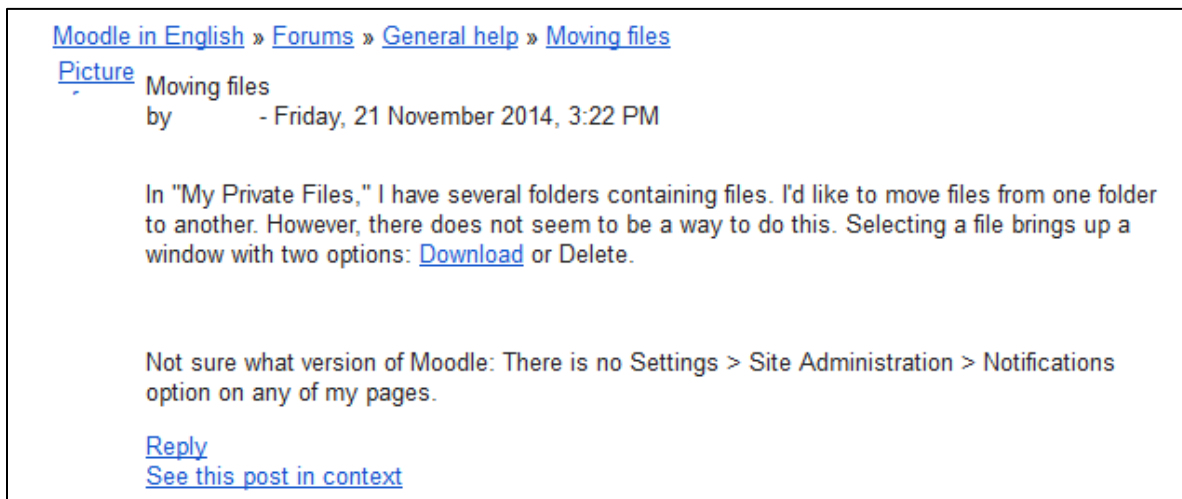 Moodle in English » Forums » General help » Moving files
Picture
Moving files
by - Friday, 21 November 2014, 3:22 PM
In "My Private Files," I have several folders containing files. I'd like to move files from one folder
to another. However, there does not seem to be a way to do this. Selecting a file brings up a
window with two options: Download or Delete.
Not sure what version of Moodle: There is no Settings > Site Administration > Notifications
option on any of my pages.
Reply
See this post in context